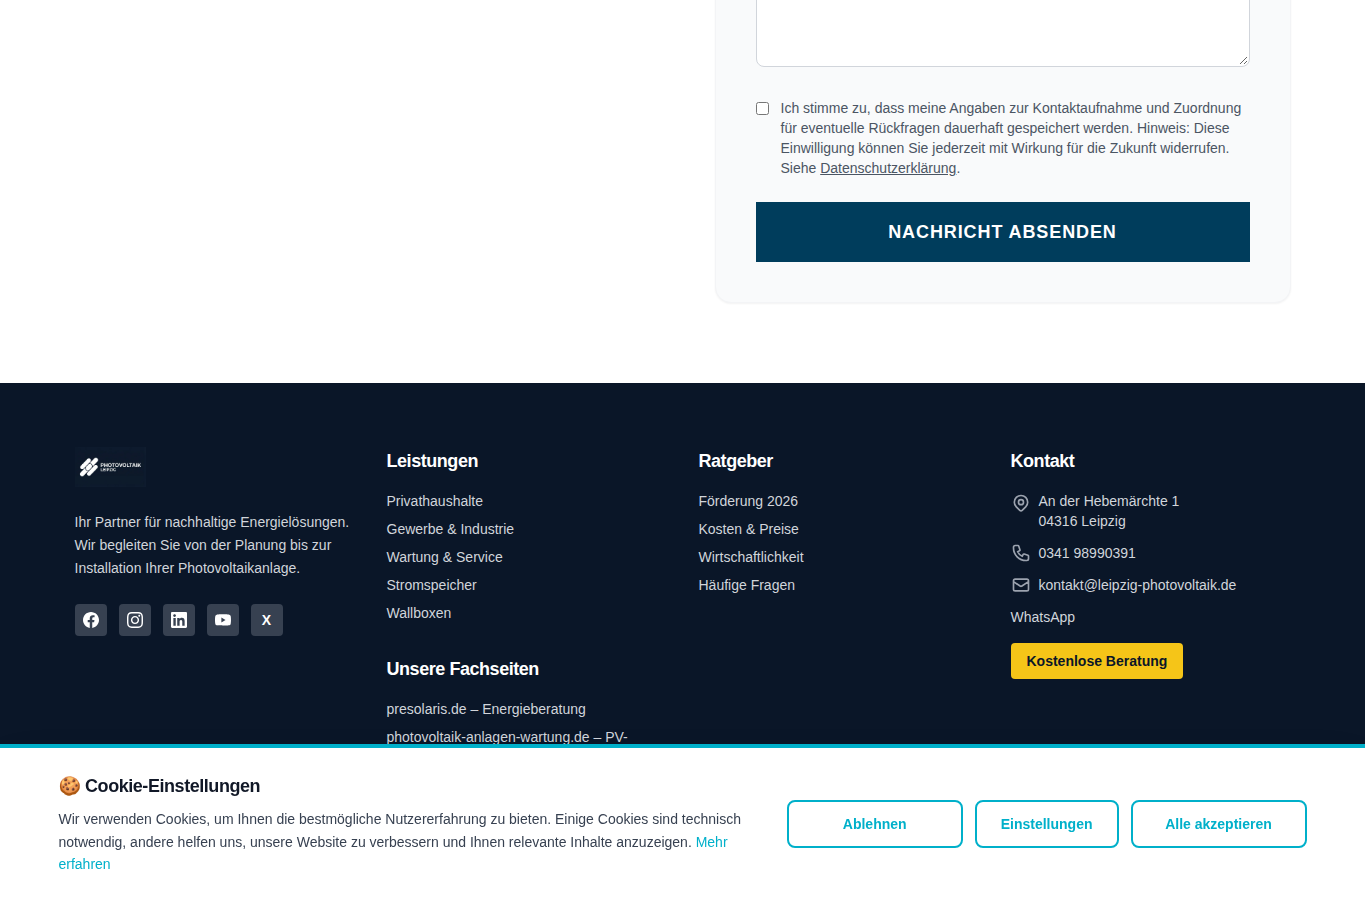 Ich stimme zu, dass meine Angaben zur Kontaktaufnahme und Zuordnung
für eventuelle Rückfragen dauerhaft gespeichert werden. Hinweis: Diese
Einwilligung können Sie jederzeit mit Wirkung für die Zukunft widerrufen.
Siehe Datenschutzerklärung.
NACHRICHT ABSENDEN
PHOTOVOLTAIK
LEIPZIG
Ihr Partner für nachhaltige Energielösungen.
Wir begleiten Sie von der Planung bis zur
Installation Ihrer Photovoltaikanlage.
X
Leistungen
Privathaushalte
Gewerbe & Industrie
Wartung & Service
Stromspeicher
Wallboxen
Unsere Fachseiten
presolaris.de – Energieberatung
photovoltaik-anlagen-wartung.de – PV-
Ratgeber
Förderung 2026
Kosten & Preise
Wirtschaftlichkeit
Häufige Fragen
Kontakt
An der Hebemärchte 1
04316 Leipzig
0341 98990391
kontakt@leipzig-photovoltaik.de
WhatsApp
Kostenlose Beratung
🍪 Cookie-Einstellungen
Wir verwenden Cookies, um Ihnen die bestmögliche Nutzererfahrung zu bieten. Einige Cookies sind technisch
notwendig, andere helfen uns, unsere Website zu verbessern und Ihnen relevante Inhalte anzuzeigen. Mehr
erfahren
Ablehnen
Einstellungen
Alle akzeptieren